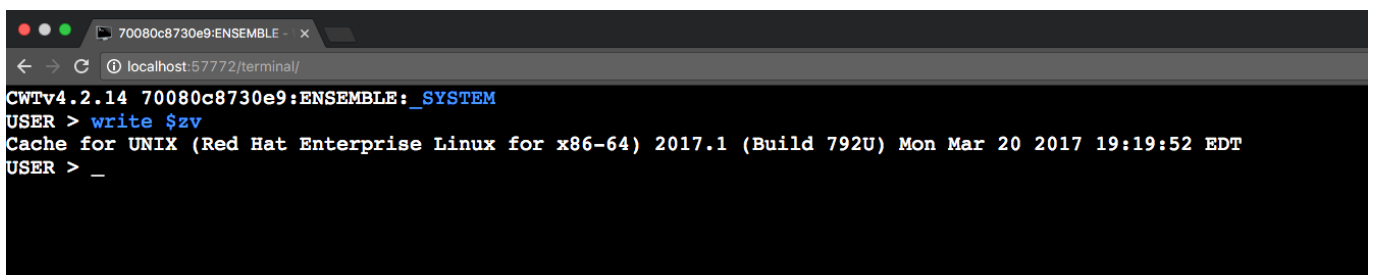 70080c8730e9:ENSEMBLE -
localhost:57772/terminal/
CWTv4.2.14 70080c8730e9:ENSEMBLE:_SYSTEM
USER > write $zv
Cache for UNIX (Red Hat Enterprise Linux for x86-64) 2017.1 (Build 792U) Mon Mar 20 2017 19:19:52 EDT
USER > _